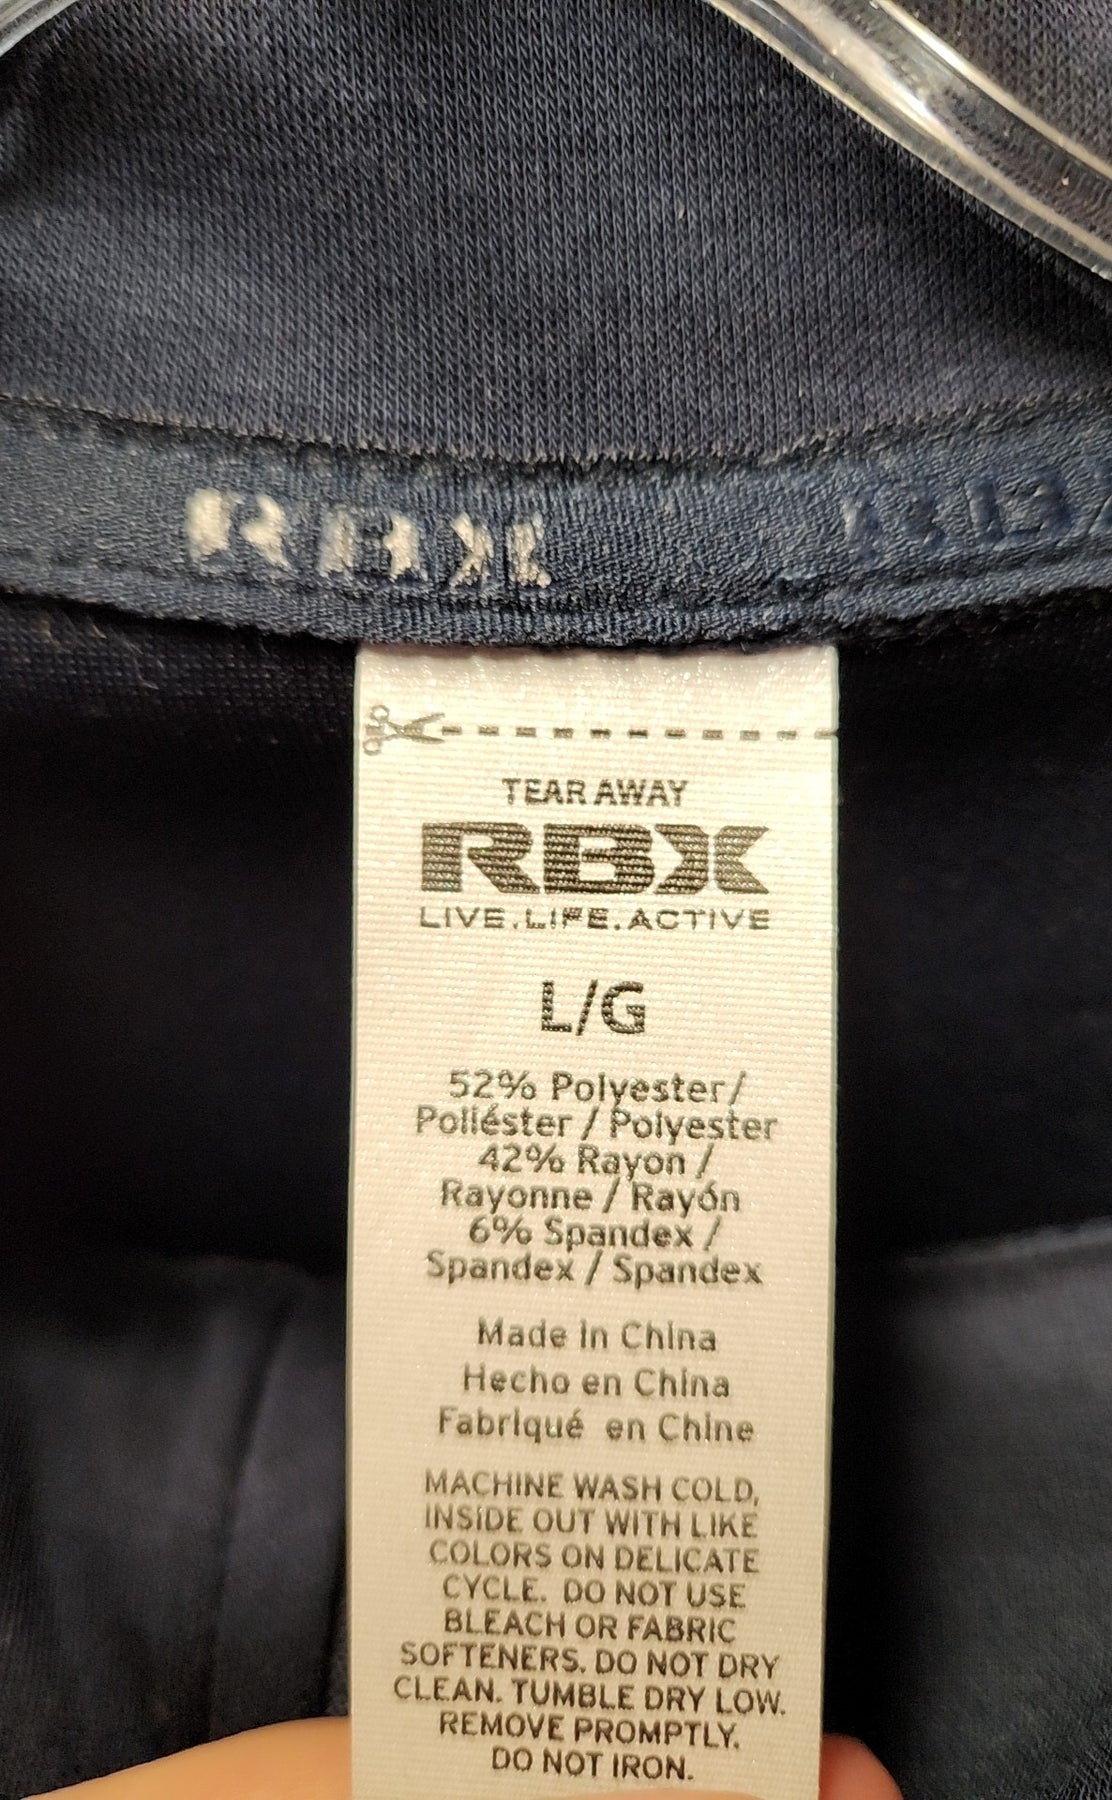 RBX RB
TEAR AWAY
RBX
LIVE.LIFE.ACTIVE
L/G
52% Polyester/
Poliéster / Polyester
42% Rayon /
Rayonne / Rayón
6% Spandex /
Spandex / Spandex
Made in China
Hecho en China
Fabriqué en Chine
MACHINE WASH COLD,
INSIDE OUT WITH LIKE
COLORS ON DELICATE
CYCLE. DO NOT USE
BLEACH OR FABRIC
SOFTENERS. DO NOT DRY
CLEAN. TUMBLE DRY LOW.
REMOVE PROMPTLY.
DO NOT IRON.